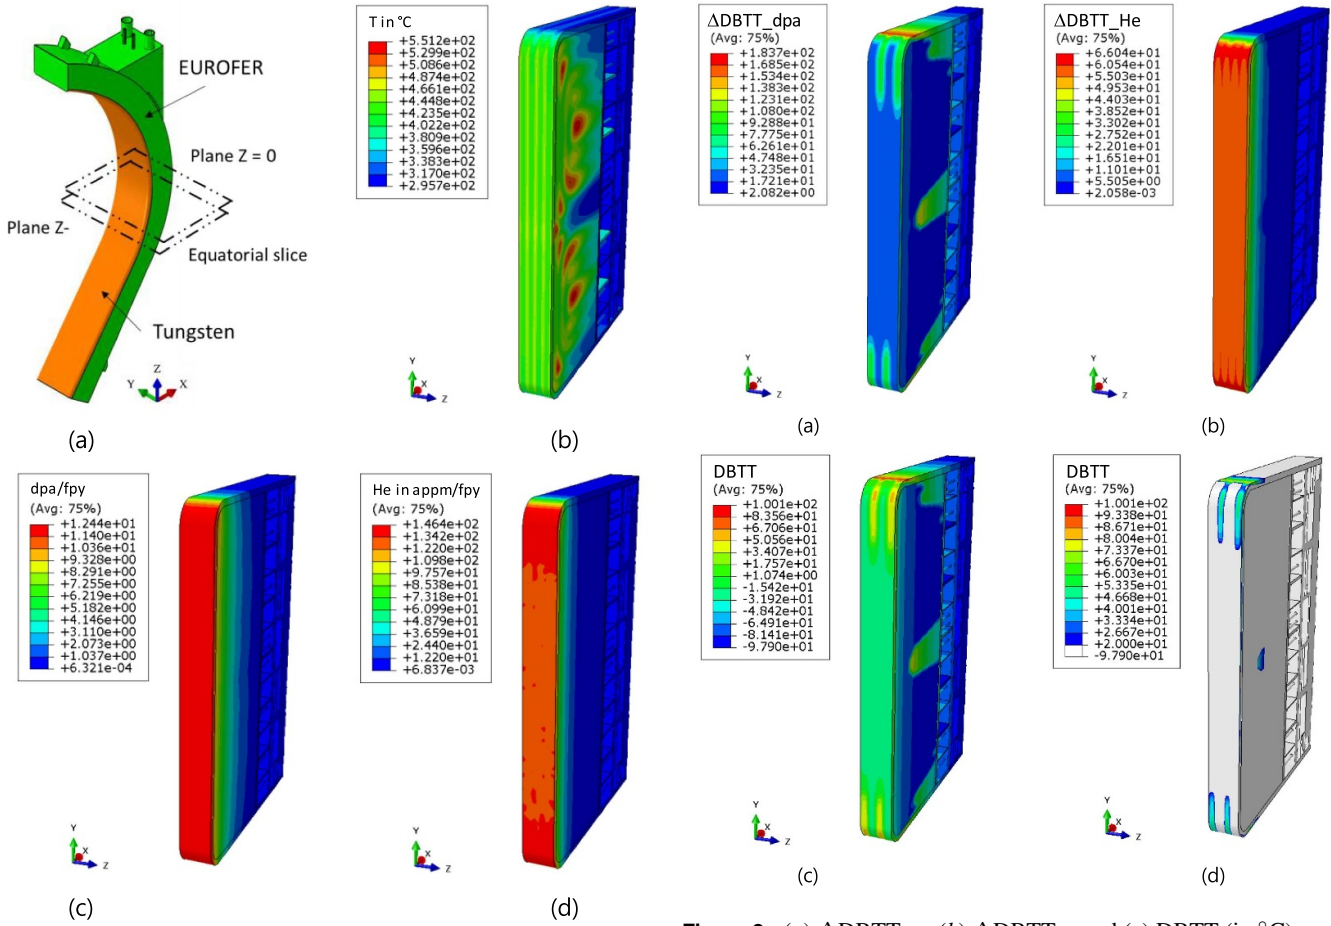 EUROFER
Plane Z = 0
Plane Z-
Equatorial slice
Tungsten
Y
Z
X
(a)
T in °C
+5.512e+02
+5.299e+02
+5.086e+02
+4.874e+02
+4.661e+02
+4.448e+02
+4.235e+02
+4.022e+02
+3.809e+02
+3.596e+02
+3.383e+02
+3.170e+02
+2.957e+02
Y
X
Z
(b)
ΔDBTT_dpa
(Avg: 75%)
+1.837e+02
+1.685e+02
+1.534e+02
+1.383e+02
+1.231e+02
+1.080e+02
+9.288e+01
+7.775e+01
+6.261e+01
+4.748e+01
+3.235e+01
+1.721e+01
+2.082e+00
Y
X
Z
(a)
ΔDBTT_He
(Avg: 75%)
+6.604e+01
+6.054e+01
+5.503e+01
+4.953e+01
+4.403e+01
+3.852e+01
+3.302e+01
+2.752e+01
+2.201e+01
+1.651e+01
+1.101e+01
+5.505e+00
+2.058e-03
Y
X
Z
(b)
dpa/fpy
(Avg: 75%)
+1.244e+01
+1.140e+01
+1.036e+01
+9.328e+00
+8.291e+00
+7.255e+00
+6.219e+00
+5.182e+00
+4.146e+00
+3.110e+00
+2.073e+00
+1.037e+00
+6.321e-04
Y
X
Z
(c)
He in appm/fpy
(Avg: 75%)
+1.464e+02
+1.342e+02
+1.220e+02
+1.098e+02
+9.757e+01
+8.538e+01
+7.318e+01
+6.099e+01
+4.879e+01
+3.659e+01
+2.440e+01
+1.220e+01
+6.837e-03
Y
X
Z
(d)
DBTT
(Avg: 75%)
+1.001e+02
+8.356e+01
+6.706e+01
+5.056e+01
+3.407e+01
+1.757e+01
+1.074e+00
-1.542e+01
-3.192e+01
-4.842e+01
-6.491e+01
-8.141e+01
-9.790e+01
Y
X
Z
(c)
DBTT
(Avg: 75%)
+1.001e+02
+9.338e+01
+8.671e+01
+8.004e+01
+7.337e+01
+6.670e+01
+6.003e+01
+5.335e+01
+4.668e+01
+4.001e+01
+3.334e+01
+2.667e+01
+2.000e+01
-9.790e+01
Y
X
Z
(d)